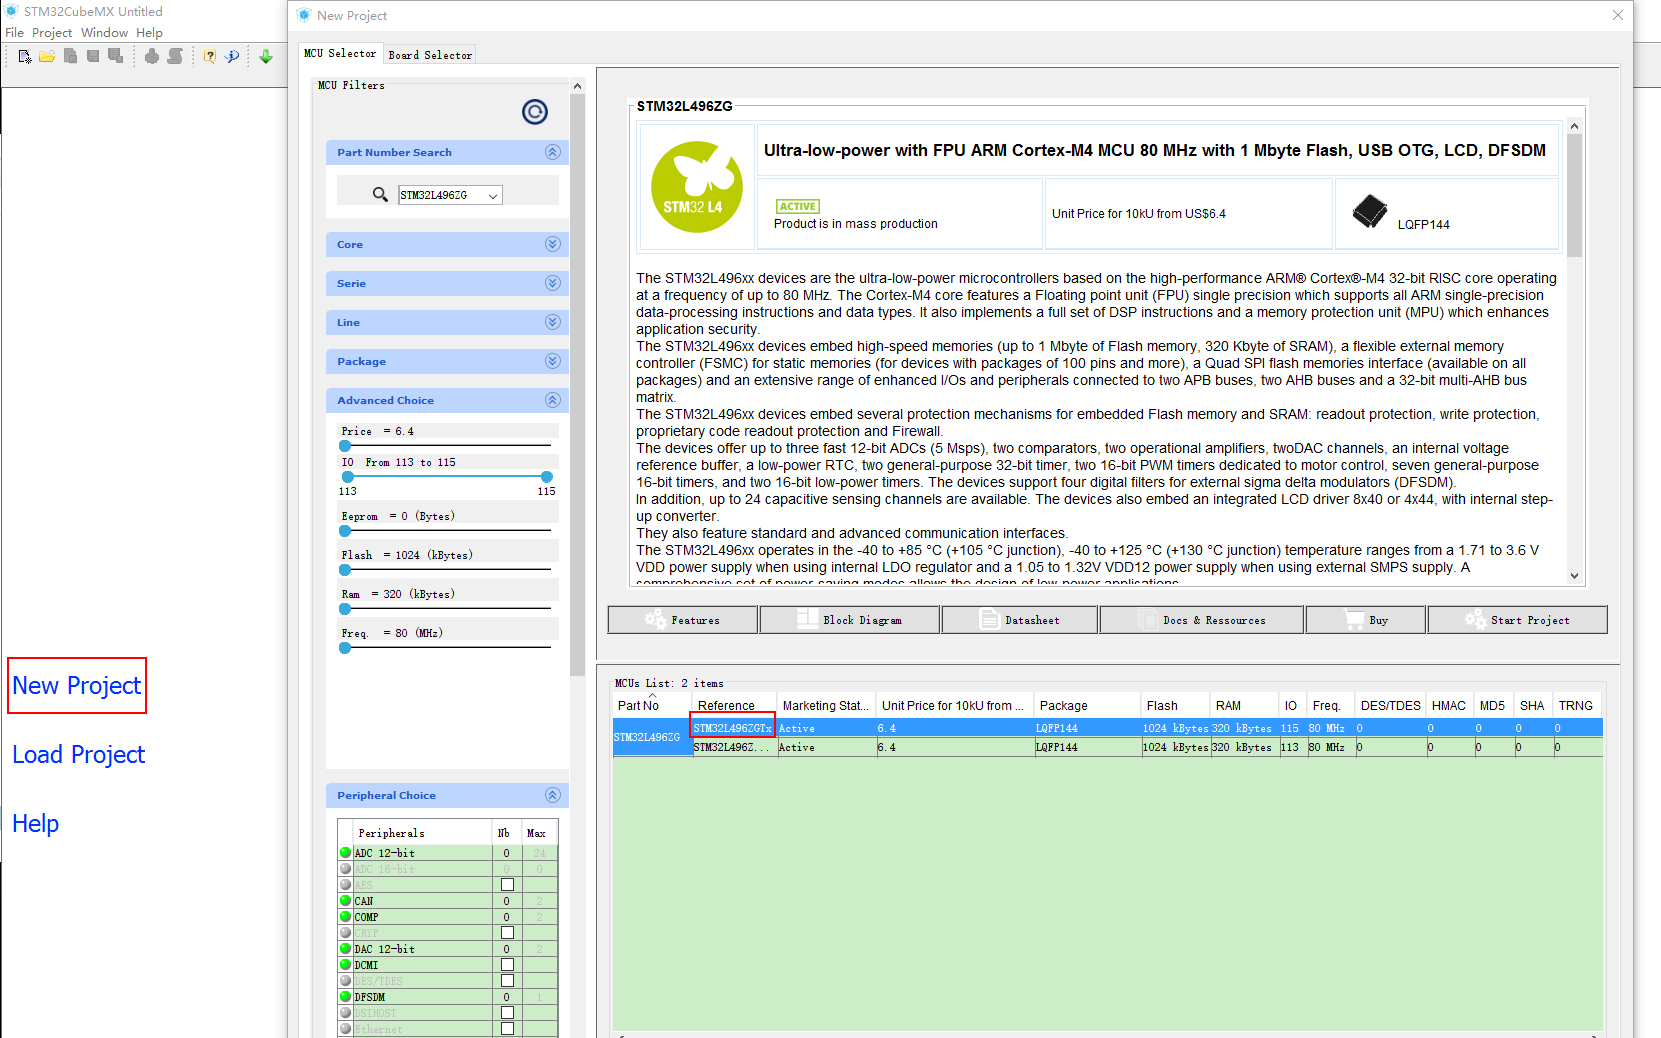 STM32CubeMX Untitled
File Project Window Help
New Project
Load Project
Help
New Project
MCU Selector
Board Selector
MCU Filters
Part Number Search
STM32L496ZG
Core
Serie
Line
Package
Advanced Choice
Price = 6.4
IO From 113 to 115
113 115
Eeprom = 0 (Bytes)
Flash = 1024 (kBytes)
Ram = 320 (kBytes)
Freq. = 80 (MHz)
Peripheral Choice
Peripherals Nb Max
ADC 12-bit 0 24
ADC 16-bit 0 0
AES
CAN 0 2
COMP 0 2
CRYP
DAC 12-bit 0 2
DCMI
DES/TDES
DFSDM 0 1
DSIHOST
Ethernet
STM32L496ZG
STM32 L4
Ultra-low-power with FPU ARM Cortex-M4 MCU 80 MHz with 1 Mbyte Flash, USB OTG, LCD, DFSDM
ACTIVE
Product is in mass production
Unit Price for 10kU from US$6.4
LQFP144
The STM32L496xx devices are the ultra-low-power microcontrollers based on the high-performance ARM® Cortex®-M4 32-bit RISC core operating
at a frequency of up to 80 MHz. The Cortex-M4 core features a Floating point unit (FPU) single precision which supports all ARM single-precision
data-processing instructions and data types. It also implements a full set of DSP instructions and a memory protection unit (MPU) which enhances
application security.
The STM32L496xx devices embed high-speed memories (up to 1 Mbyte of Flash memory, 320 Kbyte of SRAM), a flexible external memory
controller (FSMC) for static memories (for devices with packages of 100 pins and more), a Quad SPI flash memories interface (available on all
packages) and an extensive range of enhanced I/Os and peripherals connected to two APB buses, two AHB buses and a 32-bit multi-AHB bus
matrix.
The STM32L496xx devices embed several protection mechanisms for embedded Flash memory and SRAM: readout protection, write protection,
proprietary code readout protection and Firewall.
The devices offer up to three fast 12-bit ADCs (5 Msps), two comparators, two operational amplifiers, twoDAC channels, an internal voltage
reference buffer, a low-power RTC, two general-purpose 32-bit timer, two 16-bit PWM timers dedicated to motor control, seven general-purpose
16-bit timers, and two 16-bit low-power timers. The devices support four digital filters for external sigma delta modulators (DFSDM).
In addition, up to 24 capacitive sensing channels are available. The devices also embed an integrated LCD driver 8x40 or 4x44, with internal step-
up converter.
They also feature standard and advanced communication interfaces.
The STM32L496xx operates in the -40 to +85 °C (+105 °C junction), -40 to +125 °C (+130 °C junction) temperature ranges from a 1.71 to 3.6 V
VDD power supply when using internal LDO regulator and a 1.05 to 1.32V VDD12 power supply when using external SMPS supply. A
comprehensive set of power-saving modes allows the design of low-power applications.
Features
Block Diagram
Datasheet
Docs & Ressources
Buy
Start Project
MCUs List: 2 items
Part No Reference Marketing Stat... Unit Price for 10kU from ... Package Flash RAM IO Freq. DES/TDES HMAC MD5 SHA TRNG
STM32L496ZG
STM32L496ZGTx Active 6.4 LQFP144 1024 kBytes 320 kBytes 115 80 MHz 0 0 0 0 0
STM32L496Z... Active 6.4 LQFP144 1024 kBytes 320 kBytes 113 80 MHz 0 0 0 0 0